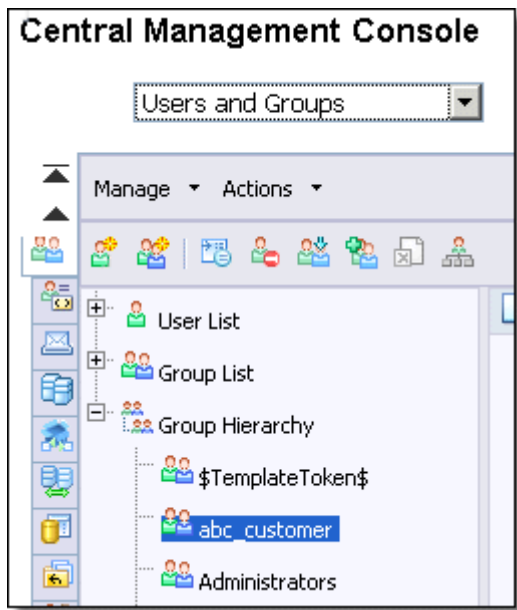 Central Management Console
Users and Groups
Manage Actions
User List
Group List
Group Hierarchy
$TemplateToken$
abc_customer
Administrators